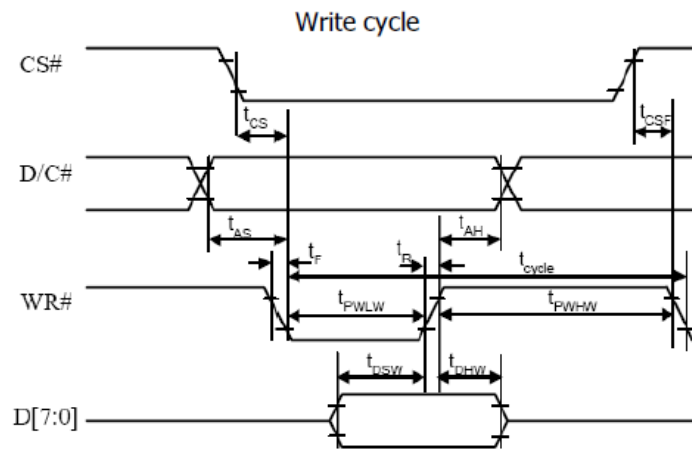 Write cycle
CS#
tCS
tCSF
D/C#
tAS
tAH
tF
tR
tcycle
WR#
tPWLW
tPWHW
tDSW
tDHW
D[7:0]